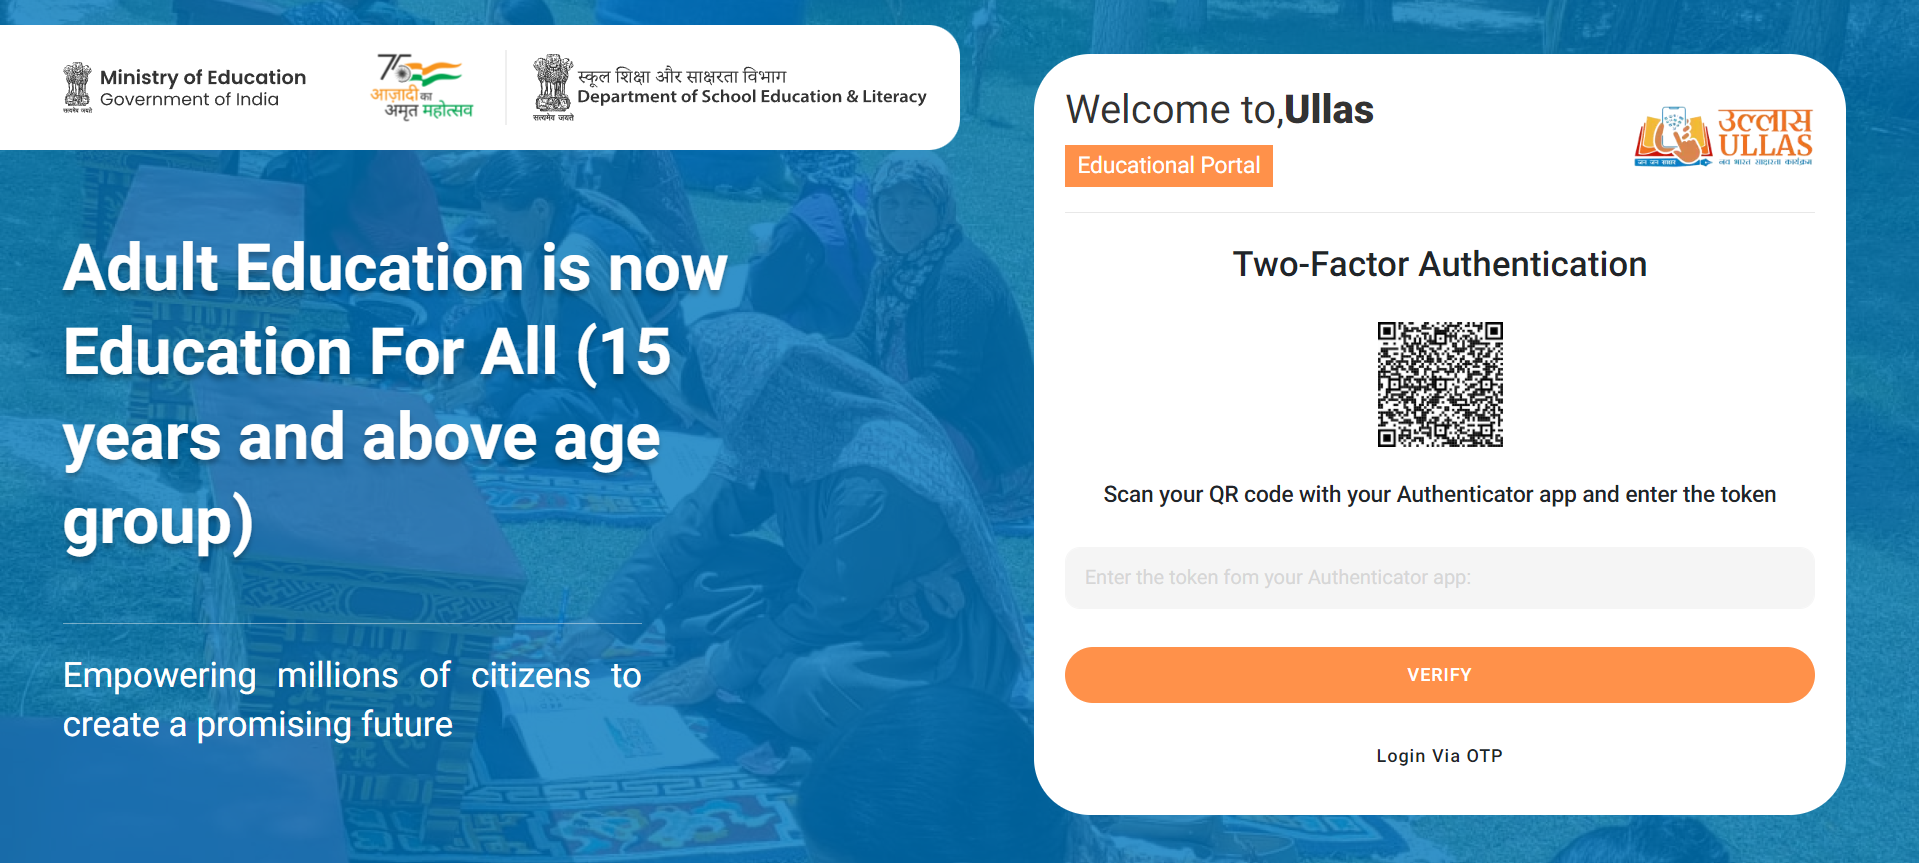 Ministry of Education
Government of India
सत्यमेव जयते
75
आज़ादी का
अमृत महोत्सव
स्कूल शिक्षा और साक्षरता विभाग
Department of School Education & Literacy
सत्यमेव जयते
Adult Education is now
Education For All (15
years and above age
group)
Empowering millions of citizens to
create a promising future
Welcome to,Ullas
Educational Portal
उल्लास
ULLAS
नव भारत साक्षरता कार्यक्रम
जन जन साक्षर
Two-Factor Authentication
Scan your QR code with your Authenticator app and enter the token
Enter the token fom your Authenticator app:
VERIFY
Login Via OTP